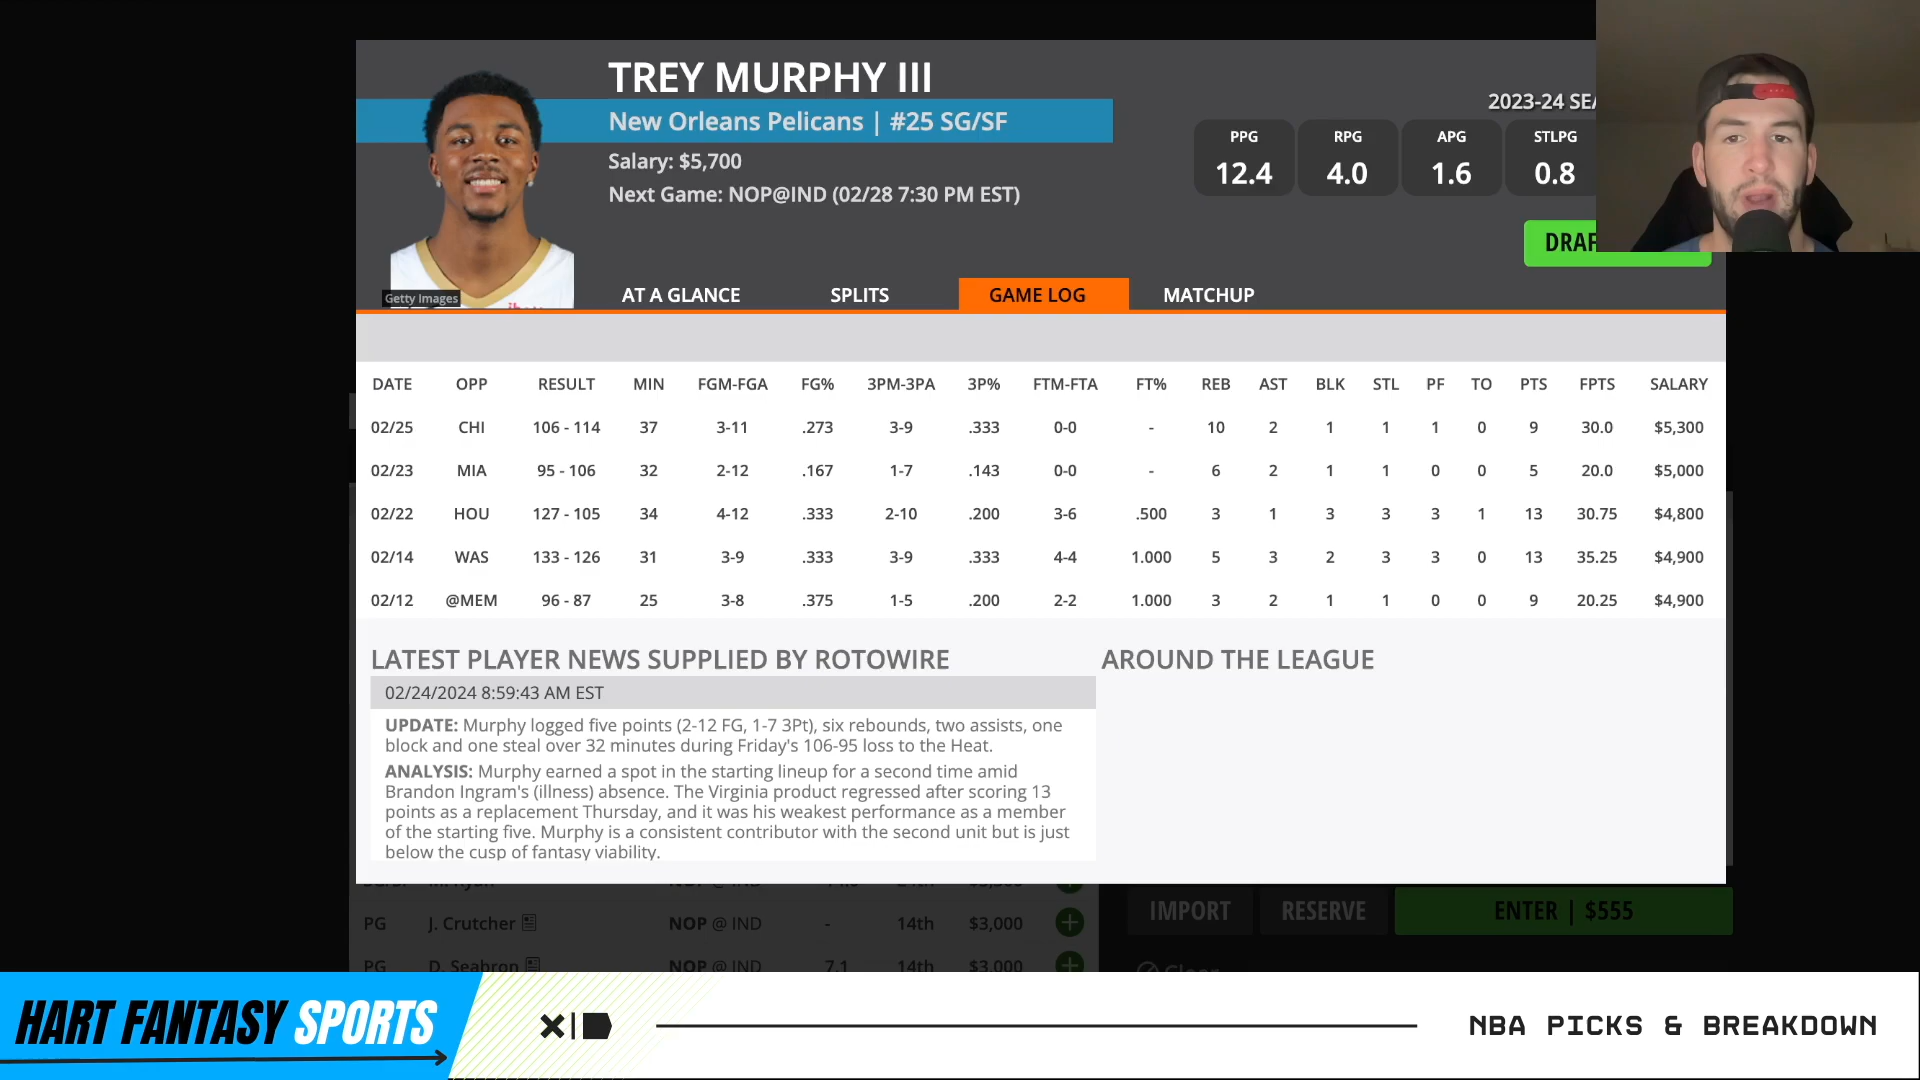 TREY MURPHY III
New Orleans Pelicans | #25 SG/SF
Salary: $5,700
Next Game: NOP@IND (02/28 7:30 PM EST)
2023-24 SEA
PPG RPG APG STLPG
12.4 4.0 1.6 0.8
DRAF
Getty Images
AT A GLANCE SPLITS GAME LOG MATCHUP
DATE OPP RESULT MIN FGM-FGA FG% 3PM-3PA 3P% FTM-FTA FT% REB AST BLK STL PF TO PTS FPTS SALARY
02/25 CHI 106 - 114 37 3-11 .273 3-9 .333 0-0 - 10 2 1 1 1 0 9 30.0 $5,300
02/23 MIA 95 - 106 32 2-12 .167 1-7 .143 0-0 - 6 2 1 1 0 0 5 20.0 $5,000
02/22 HOU 127 - 105 34 4-12 .333 2-10 .200 3-6 .500 3 1 3 3 3 1 13 30.75 $4,800
02/14 WAS 133 - 126 31 3-9 .333 3-9 .333 4-4 1.000 5 3 2 3 3 0 13 35.25 $4,900
02/12 @MEM 96 - 87 25 3-8 .375 1-5 .200 2-2 1.000 3 2 1 1 0 0 9 20.25 $4,900
LATEST PLAYER NEWS SUPPLIED BY ROTOWIRE
AROUND THE LEAGUE
02/24/2024 8:59:43 AM EST
UPDATE: Murphy logged five points (2-12 FG, 1-7 3Pt), six rebounds, two assists, one
block and one steal over 32 minutes during Friday's 106-95 loss to the Heat.
ANALYSIS: Murphy earned a spot in the starting lineup for a second time amid
Brandon Ingram's (illness) absence. The Virginia product regressed after scoring 13
points as a replacement Thursday, and it was his weakest performance as a member
of the starting five. Murphy is a consistent contributor with the second unit but is just
below the cusp of fantasy viability.
PG J. Crutcher NOP @ IND - 14th $3,000
PG D. Seabron NOP @ IND 7.1 14th $3,000
IMPORT RESERVE ENTER | $555
Clear
HART FANTASY SPORTS
NBA PICKS & BREAKDOWN